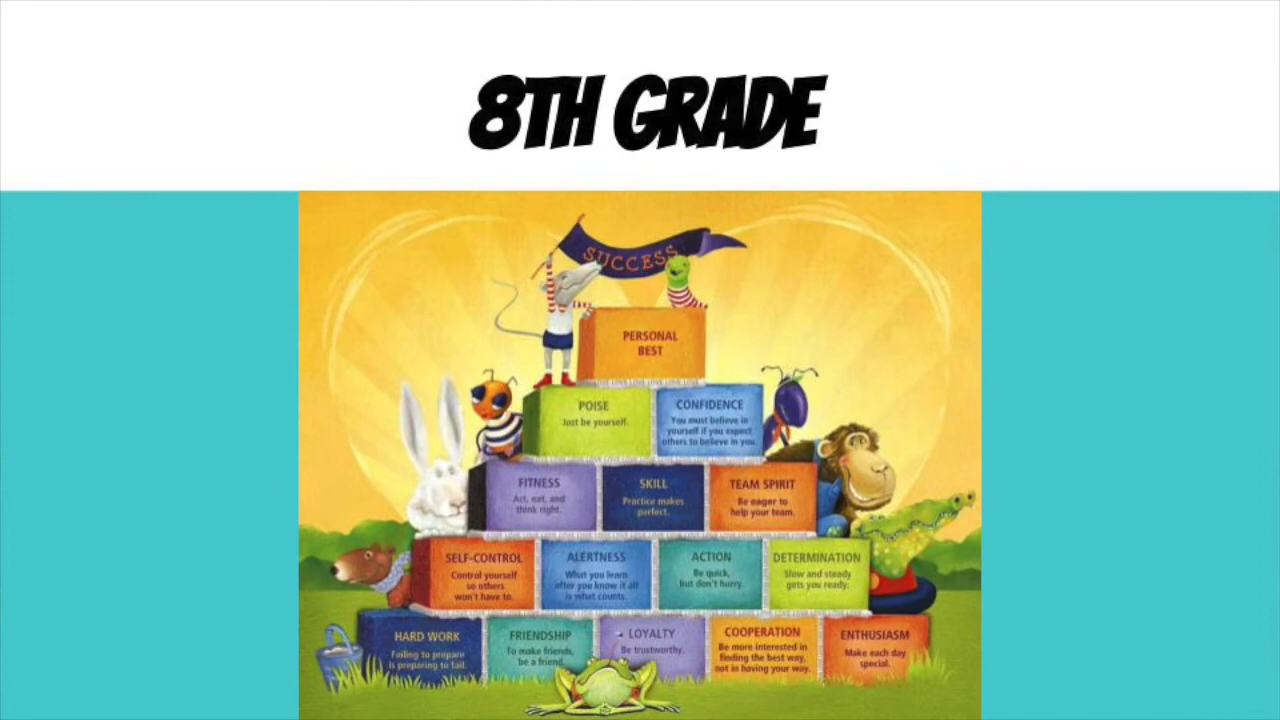 8TH GRADE
SUCCESS
PERSONAL
BEST
POISE
Just be yourself.
CONFIDENCE
You must believe in
yourself if you expect
others to believe in you.
FITNESS
Act, eat, and
think right.
SKILL
Practice makes
perfect.
TEAM SPIRIT
Be eager to
help your team.
SELF-CONTROL
Control yourself
so others
won't have to.
ALERTNESS
What you learn
after you know it all
is what counts.
ACTION
Be quick,
but don't hurry.
DETERMINATION
Slow and steady
gets you ready.
HARD WORK
Failing to prepare
is preparing to fail.
FRIENDSHIP
To make friends,
be a friend.
LOYALTY
Be trustworthy.
COOPERATION
Be more interested in
finding the best way,
not in having your way.
ENTHUSIASM
Make each day
special.